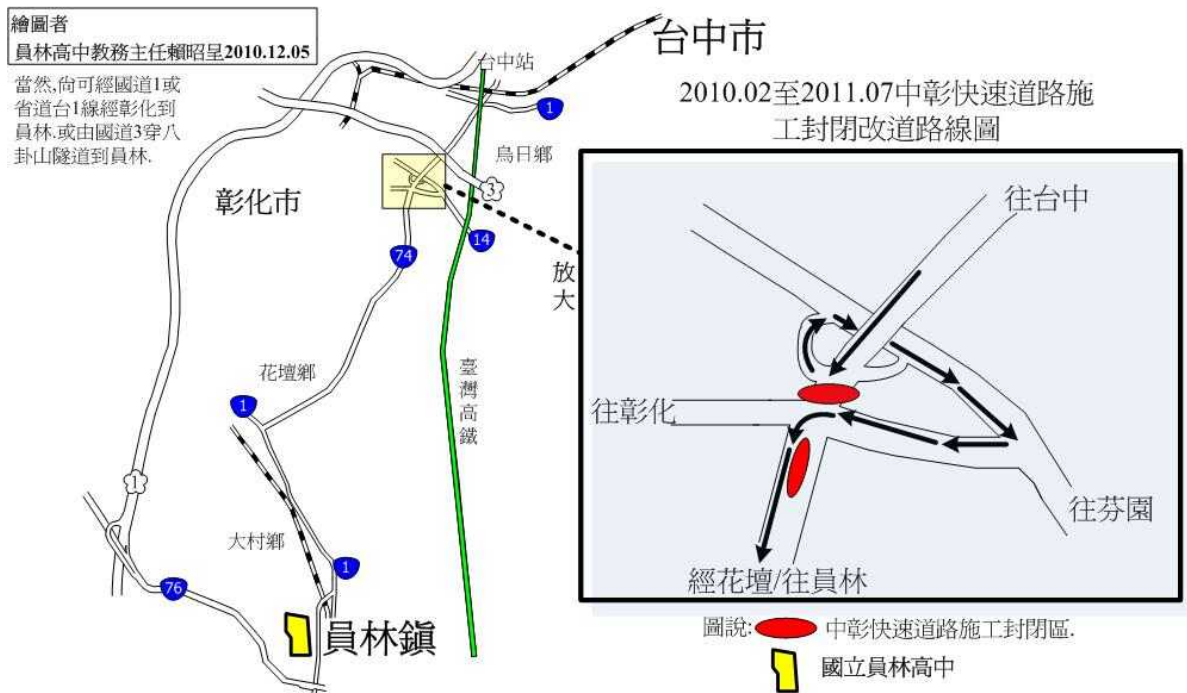 繪圖者
員林高中教務主任賴昭呈2010.12.05
當然,尚可經國道1或
省道台1線經彰化到
員林.或由國道3穿八
卦山隧道到員林.
台中市
台中站
2010.02至2011.07中彰快速道路施
工封閉改道路線圖
1
烏日鄉
3
彰化市
14
74
放大
往台中
花壇鄉
1
臺灣高鐵
往彰化
1
大村鄉
往芬園
1
76
經花壇/往員林
員林鎮
圖說:
中彰快速道路施工封閉區.
國立員林高中